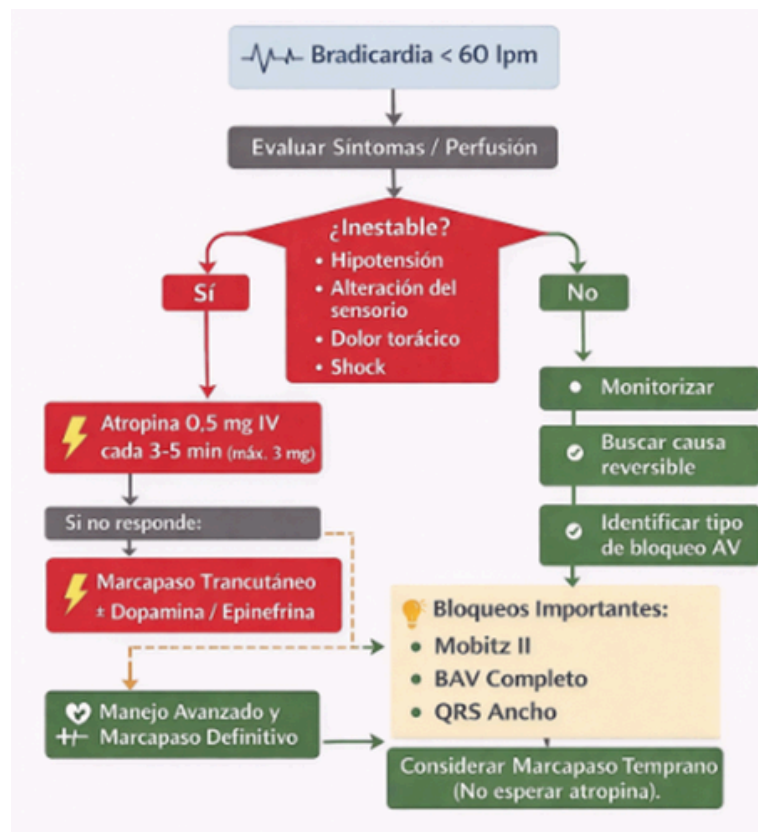 Bradicardia < 60 lpm
Evaluar Síntomas / Perfusión
¿Inestable?
• Hipotensión
• Alteración del
sensorio
• Dolor torácico
• Shock
Sí
No
Atropina 0,5 mg IV
cada 3-5 min (máx. 3 mg)
Si no responde:
Marcapaso Trancutáneo
± Dopamina / Epinefrina
Manejo Avanzado y
Marcapaso Definitivo
Monitorizar
Buscar causa
reversible
Identificar tipo
de bloqueo AV
Bloqueos Importantes:
• Mobitz II
• BAV Completo
• QRS Ancho
Considerar Marcapaso Temprano
(No esperar atropina).